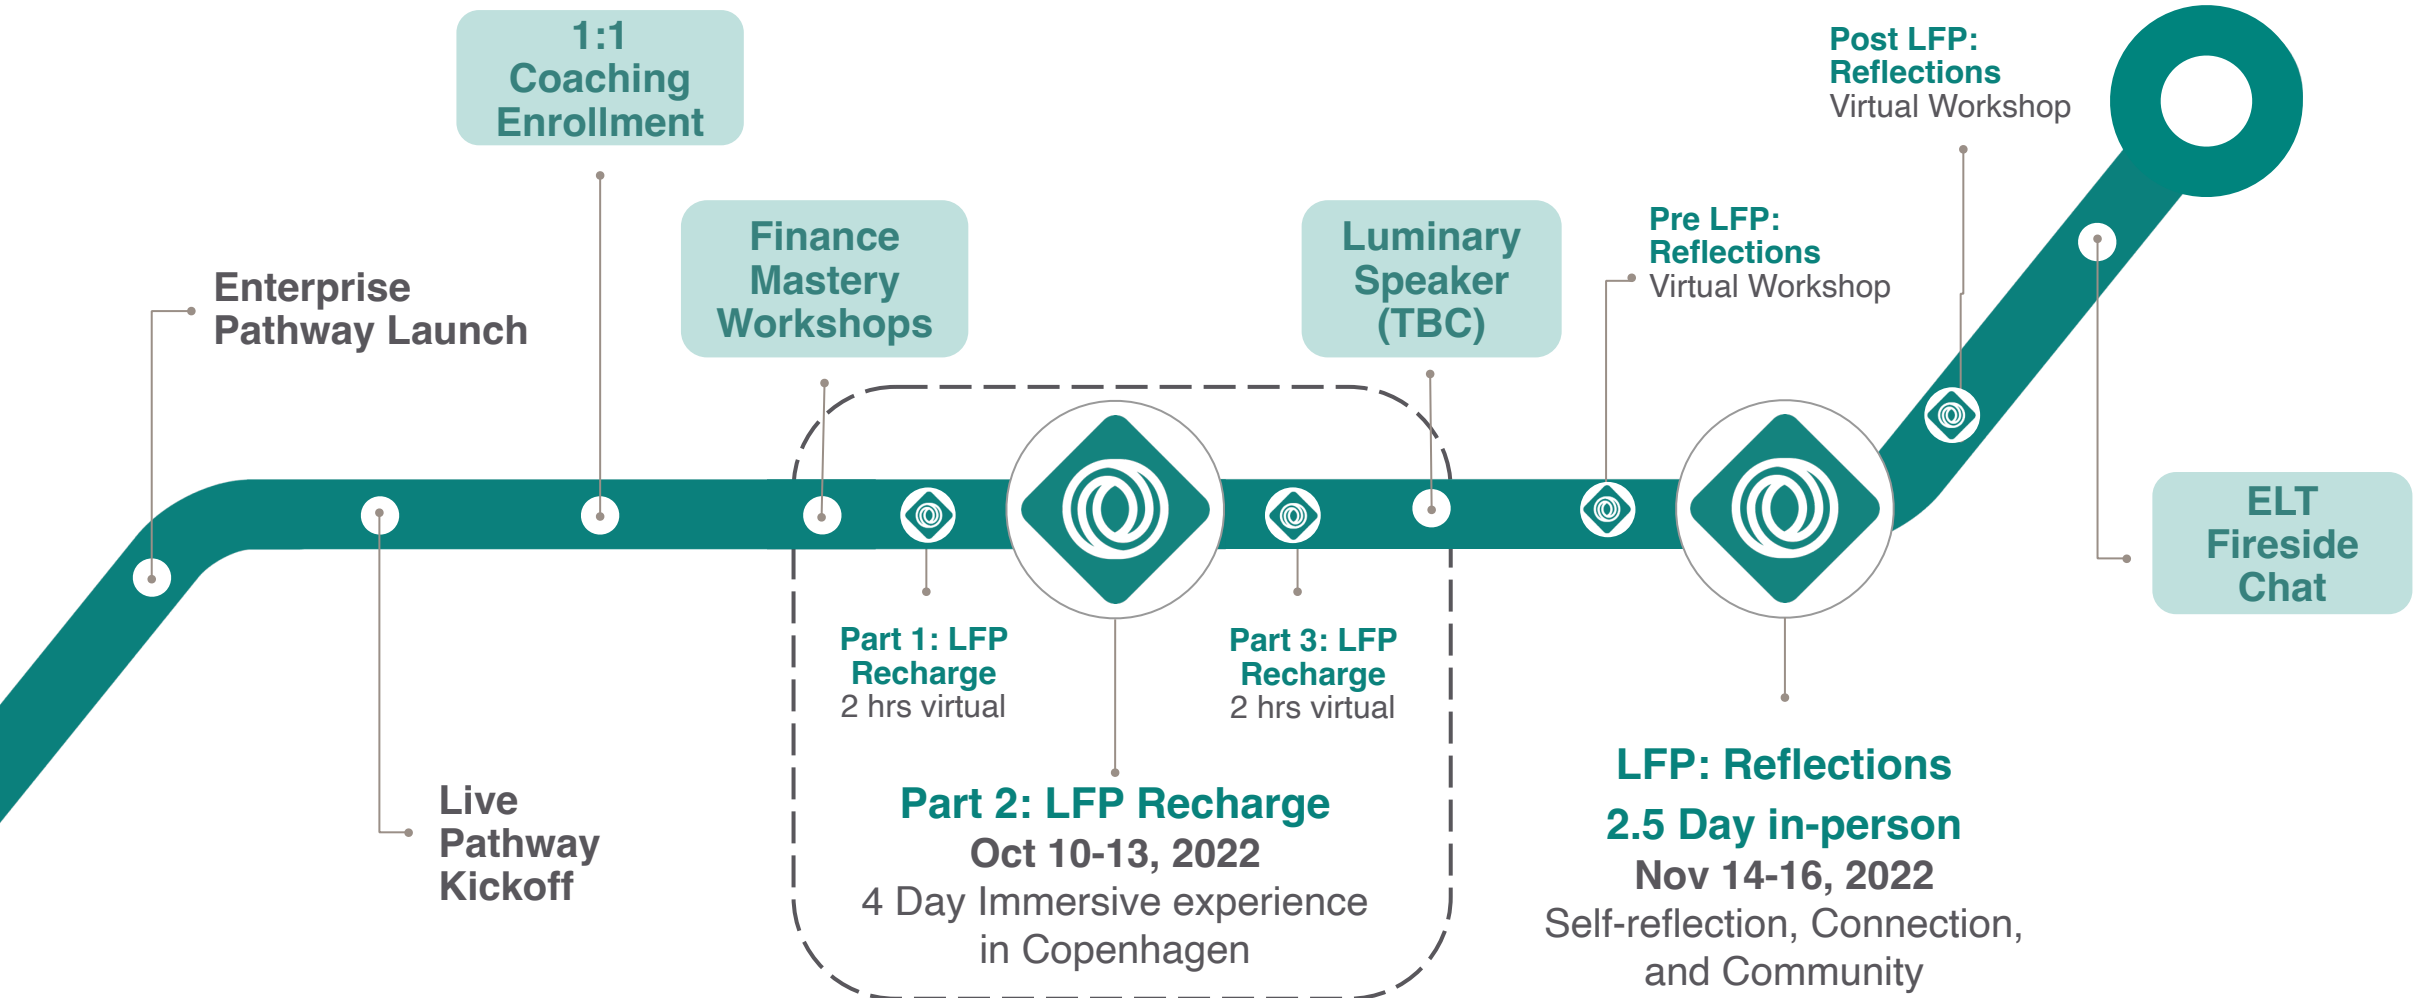 1:1
Coaching
Enrollment
Post LFP:
Reflections
Virtual Workshop
Finance
Mastery
Workshops
Luminary
Speaker
(TBC)
Pre LFP:
Reflections
Virtual Workshop
Enterprise
Pathway Launch
ELT
Fireside
Chat
Part 1: LFP
Recharge
2 hrs virtual
Part 3: LFP
Recharge
2 hrs virtual
Live
Pathway
Kickoff
Part 2: LFP Recharge
Oct 10-13, 2022
4 Day Immersive experience
in Copenhagen
LFP: Reflections
2.5 Day in-person
Nov 14-16, 2022
Self-reflection, Connection,
and Community